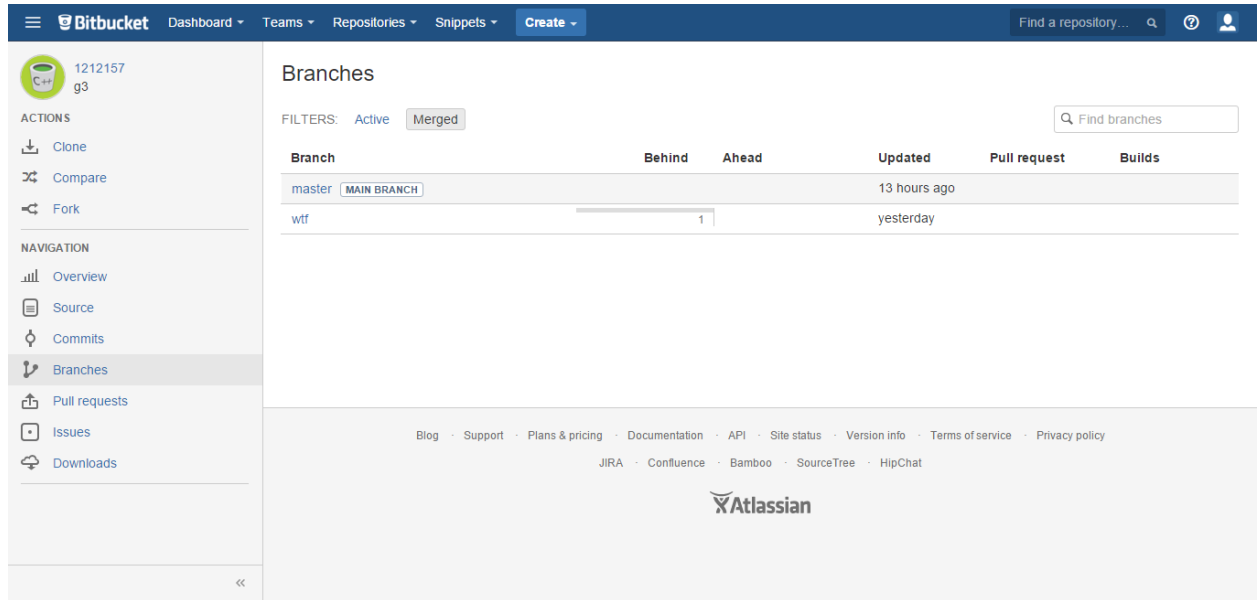 Bitbucket Dashboard Teams Repositories Snippets Create Find a repository...
1212157
g3
C++
ACTIONS
Clone
Compare
Fork
NAVIGATION
Overview
Source
Commits
Branches
Pull requests
Issues
Downloads
Branches
FILTERS: Active Merged Find branches
Branch Behind Ahead Updated Pull request Builds
master MAIN BRANCH 13 hours ago
wtf 1 yesterday
Blog · Support · Plans & pricing · Documentation · API · Site status · Version info · Terms of service · Privacy policy
JIRA · Confluence · Bamboo · SourceTree · HipChat
Atlassian